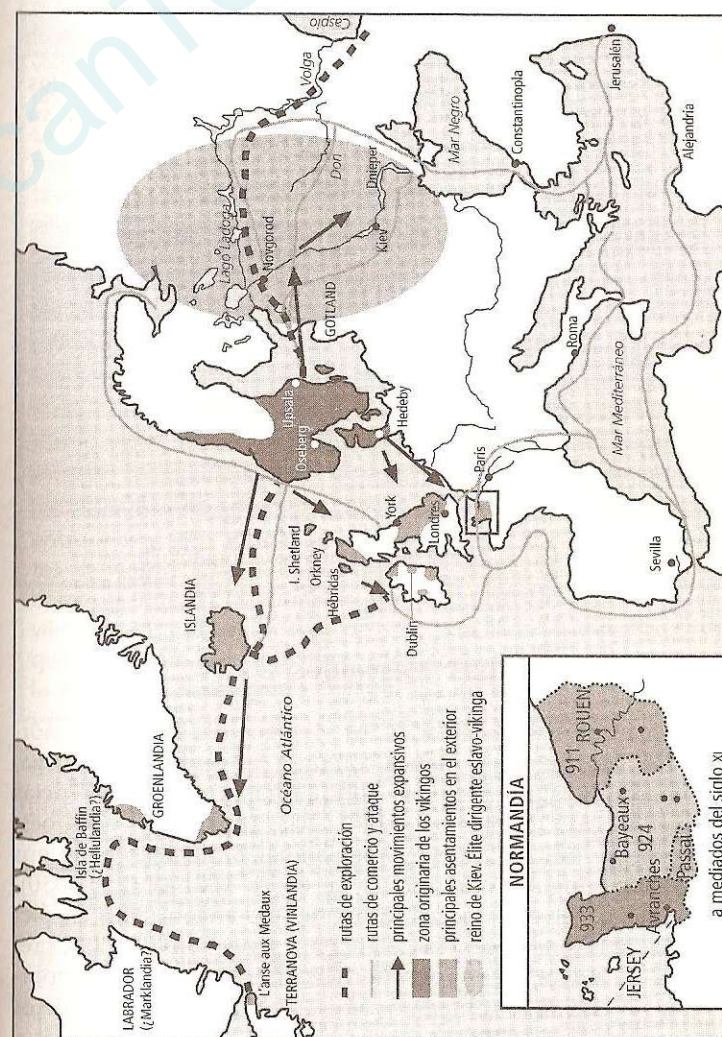 LABRADOR
(¿Marklandia?)
Isla de Baffin
(¿Hellulandia?)
GROENLANDIA
L'anse aux Medaux
TERRANOVA (VINLANDIA)
Océano Atlántico
ISLANDIA
I. Shetland
Orkney
Hébridas
Dublín
York
Londres
París
Oseberg
Upsala
Hedeby
GOTLAND
Lago Ladoga
Novgorod
Kiev
Dnieper
Don
Volga
Caspio
Mar Negro
Constantinopla
Jerusalén
Alejandría
Roma
Mar Mediterráneo
Sevilla
rutas de exploración
rutas de comercio y ataque
principales movimientos expansivos
zona originaria de los vikingos
principales asentamientos en el exterior
reino de Kiev. Élite dirigente eslavo-vikinga
NORMANDÍA
911 ROUEN
Bayeaux
924
933
Avranches
Passai
JERSEY
a mediados del siglo XI